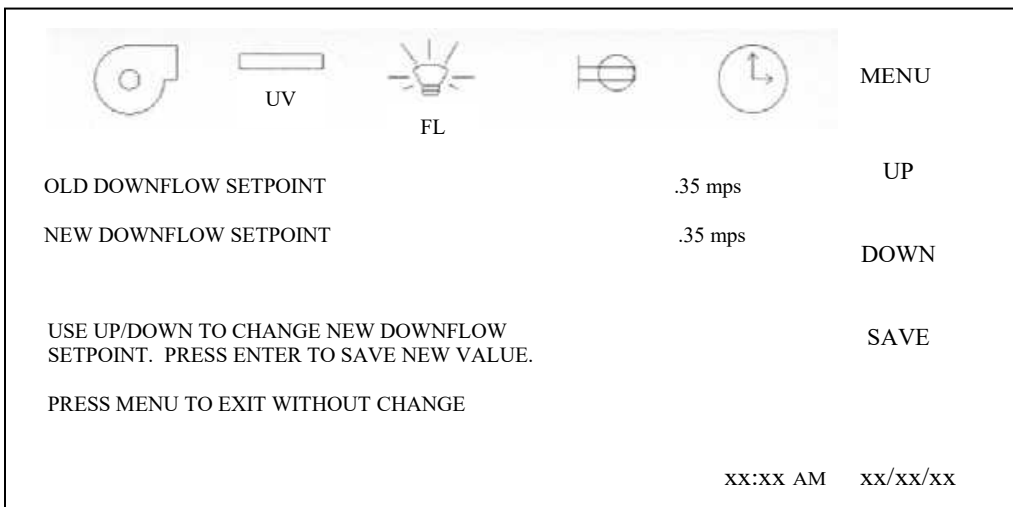 MENU
UV
FL
UP
OLD DOWNFLOW SETPOINT .35 mps
NEW DOWNFLOW SETPOINT .35 mps
DOWN
USE UP/DOWN TO CHANGE NEW DOWNFLOW
SETPOINT. PRESS ENTER TO SAVE NEW VALUE.
SAVE
PRESS MENU TO EXIT WITHOUT CHANGE
xx:xx AM xx/xx/xx